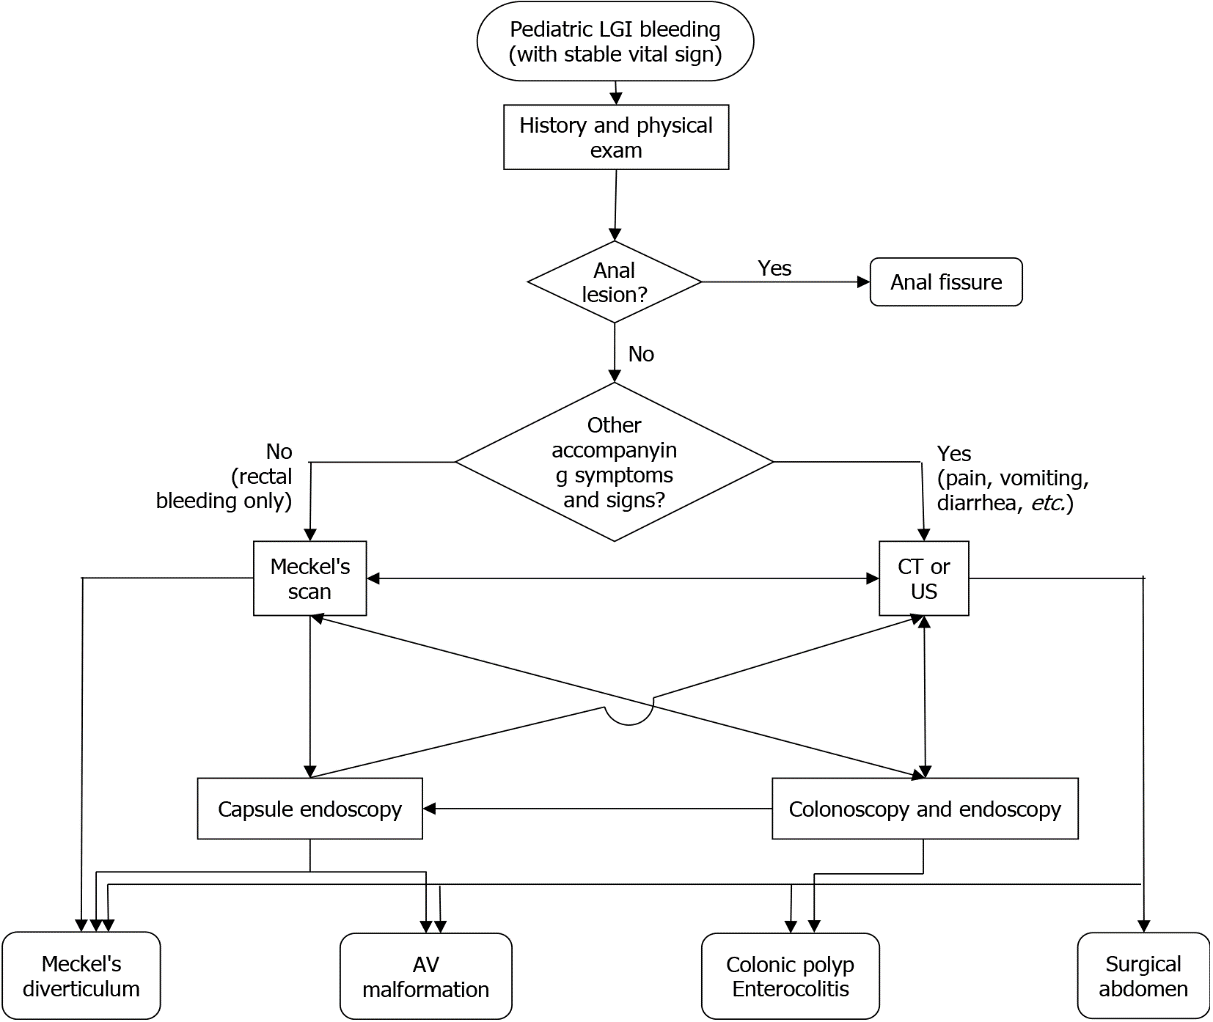 Pediatric LGI bleeding
(with stable vital sign)
History and physical
exam
Anal
lesion?
Yes
Anal fissure
No
Other
accompanyin
g symptoms
and signs?
No
(rectal
bleeding only)
Yes
(pain, vomiting,
diarrhea, etc.)
Meckel's
scan
CT or
US
Capsule endoscopy
Colonoscopy and endoscopy
Meckel's
diverticulum
AV
malformation
Colonic polyp
Enterocolitis
Surgical
abdomen